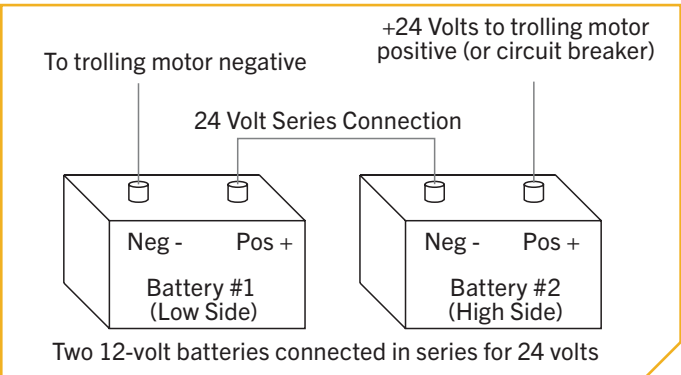 +24 Volts to trolling motor
positive (or circuit breaker)
To trolling motor negative
24 Volt Series Connection
Neg -
Pos +
Neg -
Pos +
Battery #1
(Low Side)
Battery #2
(High Side)
Two 12-volt batteries connected in series for 24 volts